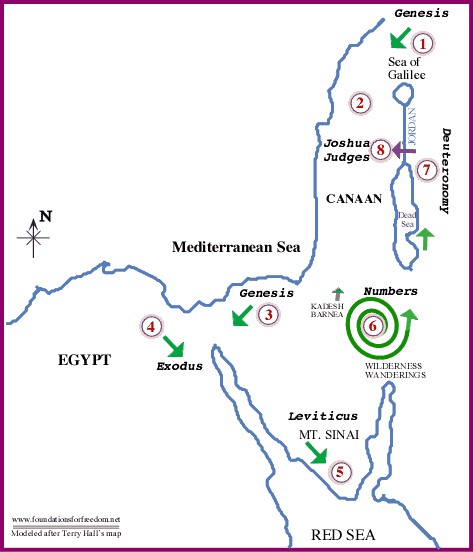 Genesis
1
Sea of
Galilee
2
JORDAN
Joshua
Judges
8
Deuteronomy
7
CANAAN
Dead
Sea
N
Mediterranean Sea
Genesis
3
KADESH
BARNEA
Numbers
6
4
EGYPT
Exodus
WILDERNESS
WANDERINGS
Leviticus
MT. SINAI
5
www.foundationsforfreedom.net
Modeled after Terry Hall's map
RED SEA